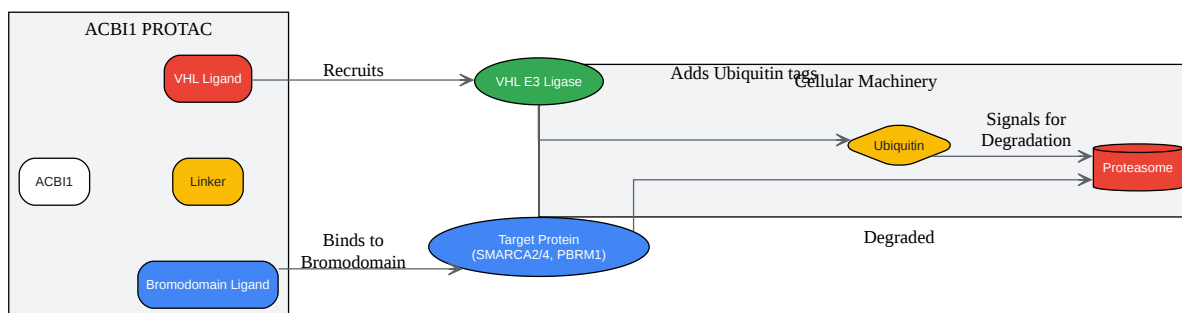 ACBI1 PROTAC
VHL Ligand
Recruits
VHL E3 Ligase
Adds Ubiquitin tags
Cellular Machinery
Signals for
Degradation
Ubiquitin
Proteasome
ACBI1
Linker
Binds to
Bromodomain
Target Protein
(SMARCA2/4, PBRM1)
Degraded
Bromodomain Ligand